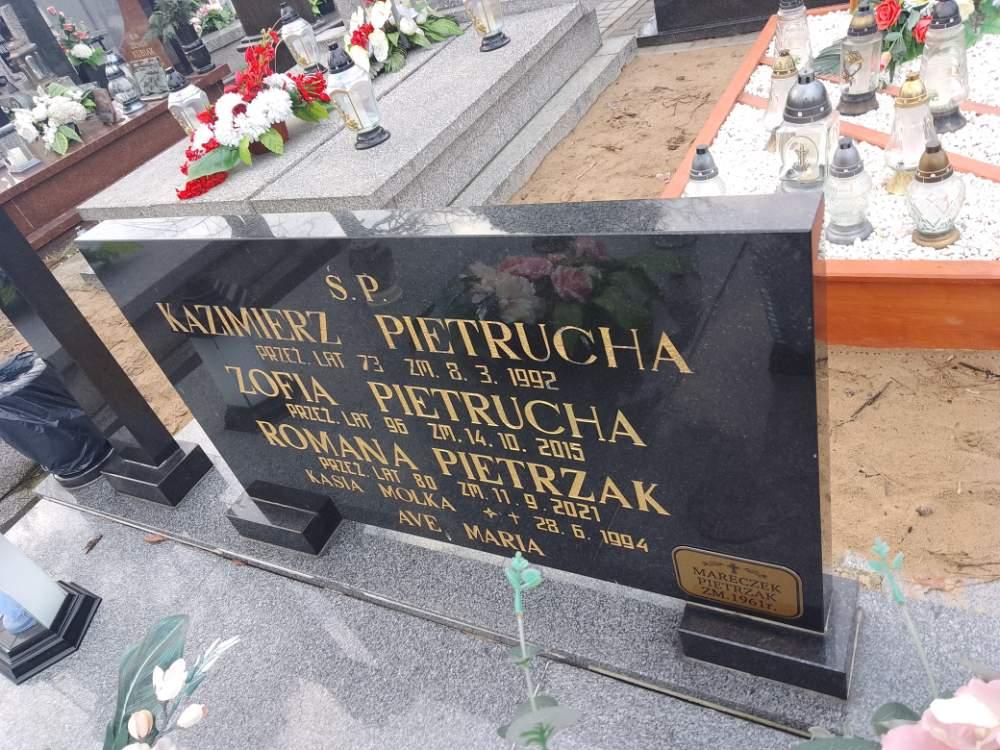 Ś.P.
KAZIMIERZ PIETRUCHA
PRZEŻ. LAT 73 ZM. 8. 3. 1992
ZOFIA PIETRUCHA
PRZEŻ. LAT 96 ZM. 14. 10. 2015
ROMANA PIETRZAK
PRZEŻ. LAT 80 ZM. 11. 9. 2021
KASIA MOLKA ++ 28. 6. 1994
AVE MARIA
MARECZEK
PIETRZAK
ZM.1961r.